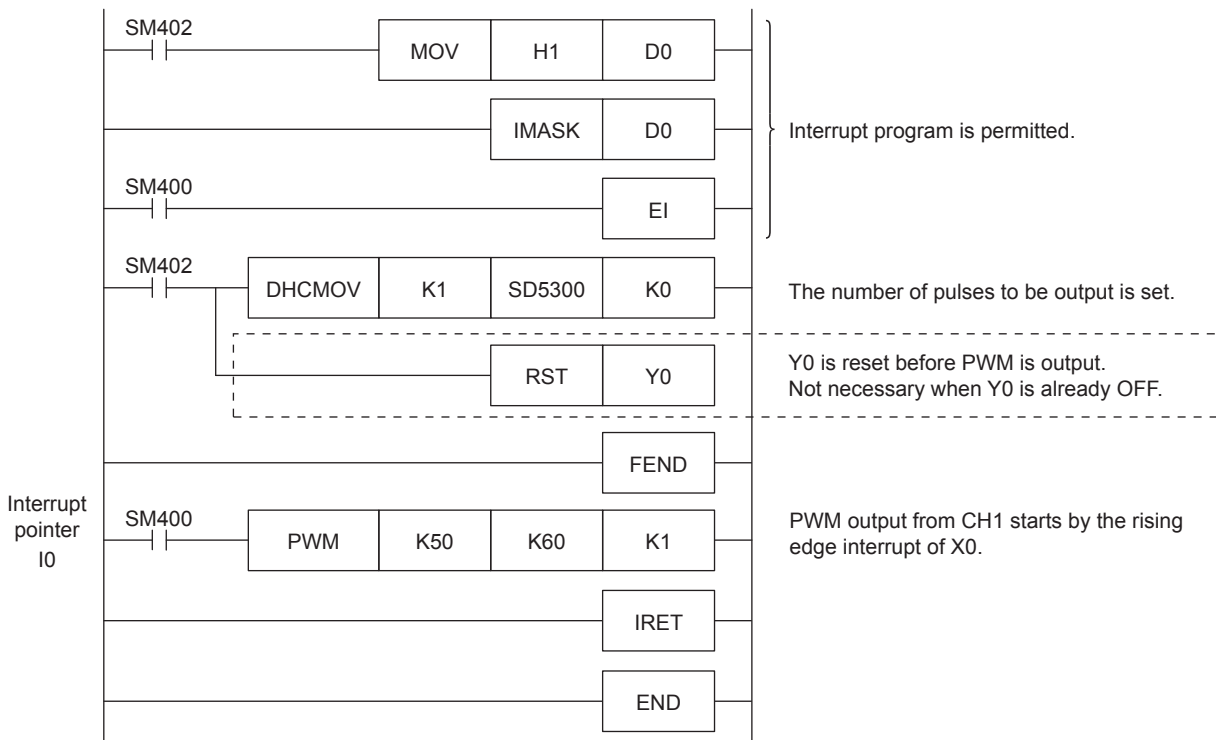 SM402
MOV H1 D0
IMASK D0
Interrupt program is permitted.
SM400
EI
SM402
DHCMOV K1 SD5300 K0
The number of pulses to be output is set.
RST Y0
Y0 is reset before PWM is output.
Not necessary when Y0 is already OFF.
FEND
Interrupt
pointer
I0
SM400
PWM K50 K60 K1
PWM output from CH1 starts by the rising
edge interrupt of X0.
IRET
END